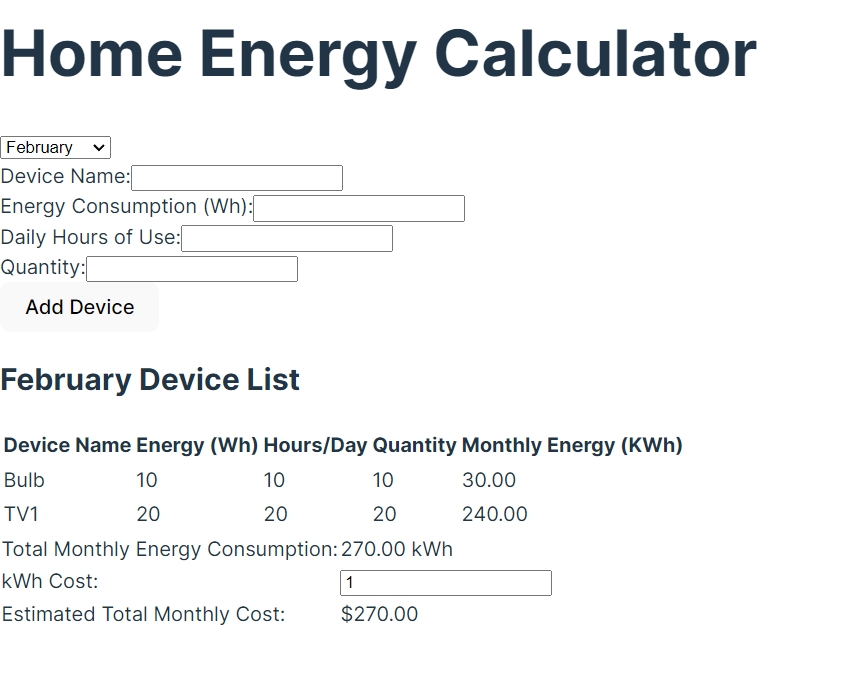 Home Energy Calculator
February
Device Name:
Energy Consumption (Wh):
Daily Hours of Use:
Quantity:
Add Device
February Device List
Device Name Energy (Wh) Hours/Day Quantity Monthly Energy (KWh)
Bulb 10 10 10 30.00
TV1 20 20 20 240.00
Total Monthly Energy Consumption: 270.00 kWh
kWh Cost: 1
Estimated Total Monthly Cost: $270.00